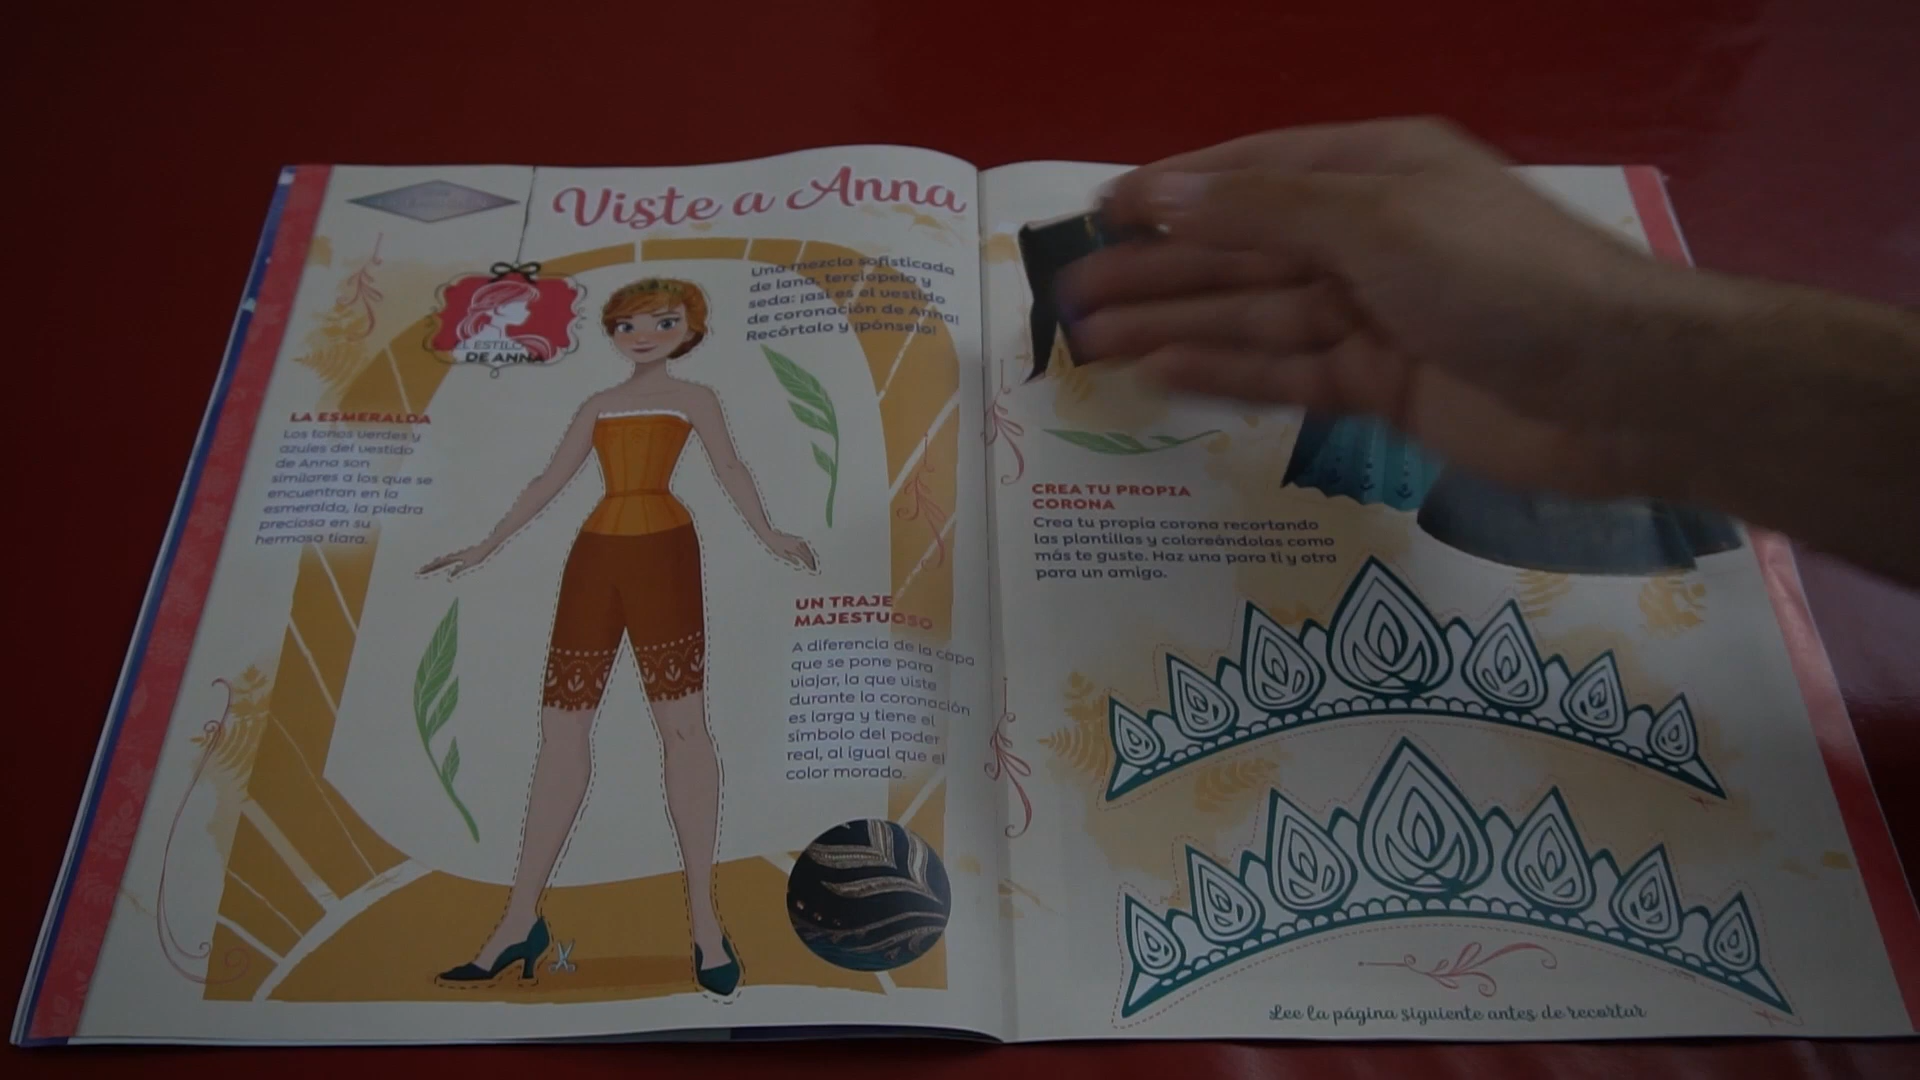 Viste a Anna
Una mezcla sofisticada
de lana, terciopelo y
seda: ¡así es el vestido
de coronación de Anna!
Recórtalo y ¡pónselo!
EL ESTILO
DE ANNA
LA ESMERALDA
Los tonos verdes y
azules del vestido
de Anna son
similares a los que se
encuentran en la
esmeralda, la piedra
preciosa en su
hermosa tiara.
UN TRAJE
MAJESTUOSO
A diferencia de la capa
que se pone para
viajar, la que viste
durante la coronación
es larga y tiene el
símbolo del poder
real, al igual que el
color morado.
CREA TU PROPIA
CORONA
Crea tu propia corona recortando
las plantillas y coloreándolas como
más te guste. Haz una para ti y otra
para un amigo.
Lee la página siguiente antes de recortar